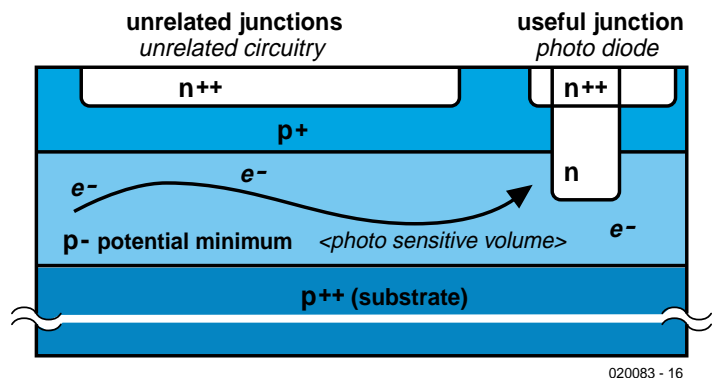 unrelated junctions
unrelated circuitry
useful junction
photo diode
n++
n++
p+
n
e-
e-
e-
p- potential minimum <photo sensitive volume>
p++ (substrate)
020083 - 16